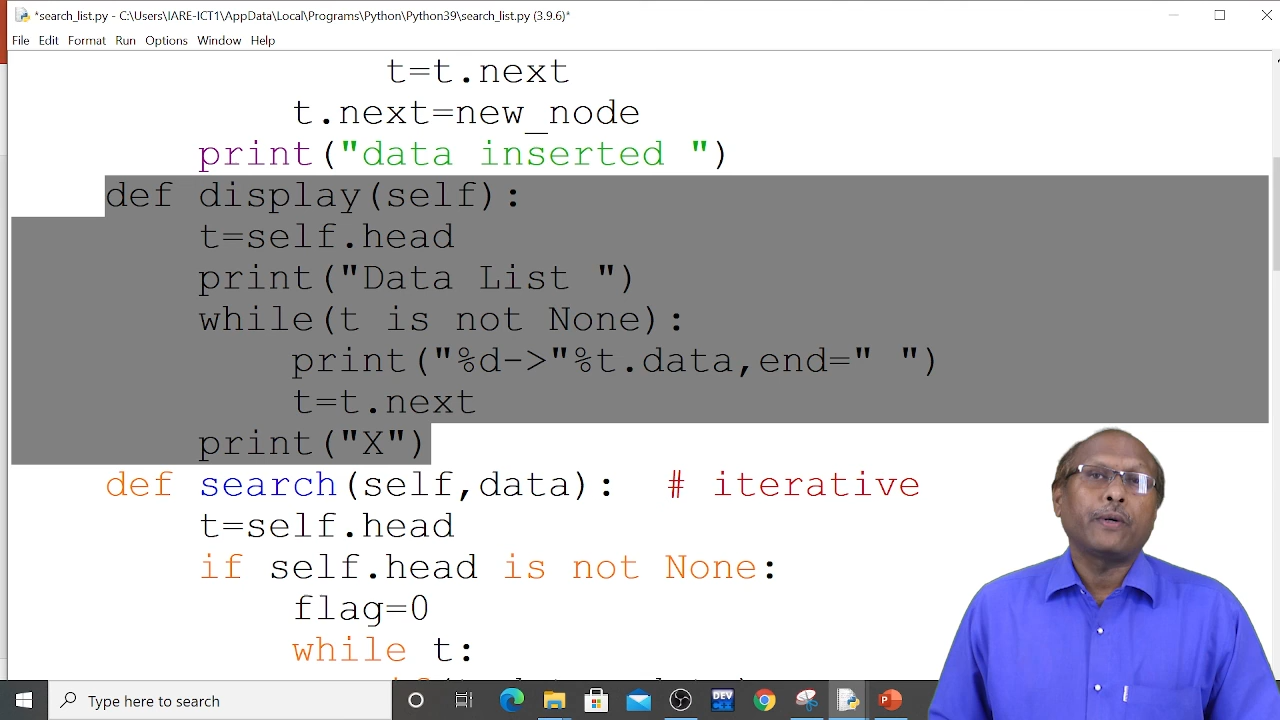 *search_list.py - C:\Users\IARE-ICT1\AppData\Local\Programs\Python\Python39\search_list.py (3.9.6)*
File Edit Format Run Options Window Help
t=t.next
t.next=new_node
print("data inserted ")
def display(self):
t=self.head
print("Data List ")
while(t is not None):
print("%d->"%t.data,end=" ")
t=t.next
print("X")
def search(self,data): # iterative
t=self.head
if self.head is not None:
flag=0
while t:
Type here to search
DEV